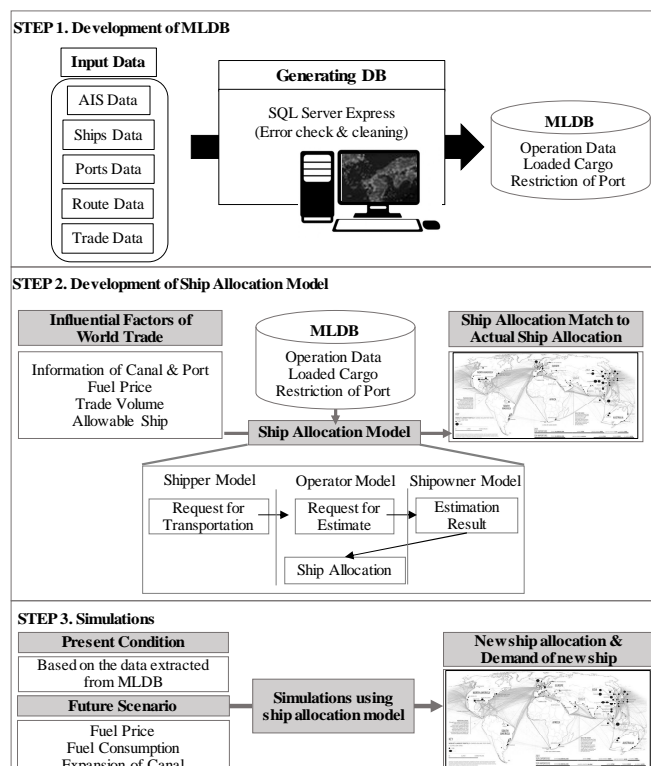 STEP 1. Development of MLDB
Input Data
AIS Data
Ships Data
Ports Data
Route Data
Trade Data
Generating DB
SQL Server Express
(Error check & cleaning)
MLDB
Operation Data
Loaded Cargo
Restriction of Port
STEP 2. Development of Ship Allocation Model
Influential Factors of
World Trade
Information of Canal & Port
Fuel Price
Trade Volume
Allowable Ship
MLDB
Operation Data
Loaded Cargo
Restriction of Port
Ship Allocation Match to
Actual Ship Allocation
Ship Allocation Model
Shipper Model
Operator Model
Shipowner Model
Request for
Transportation
Request for
Estimate
Estimation
Result
Ship Allocation
STEP 3. Simulations
Present Condition
Based on the data extracted
from MLDB
Future Scenario
Fuel Price
Fuel Consumption
Expansion of Canal
Simulations using
ship allocation model
New ship allocation &
Demand of new ship